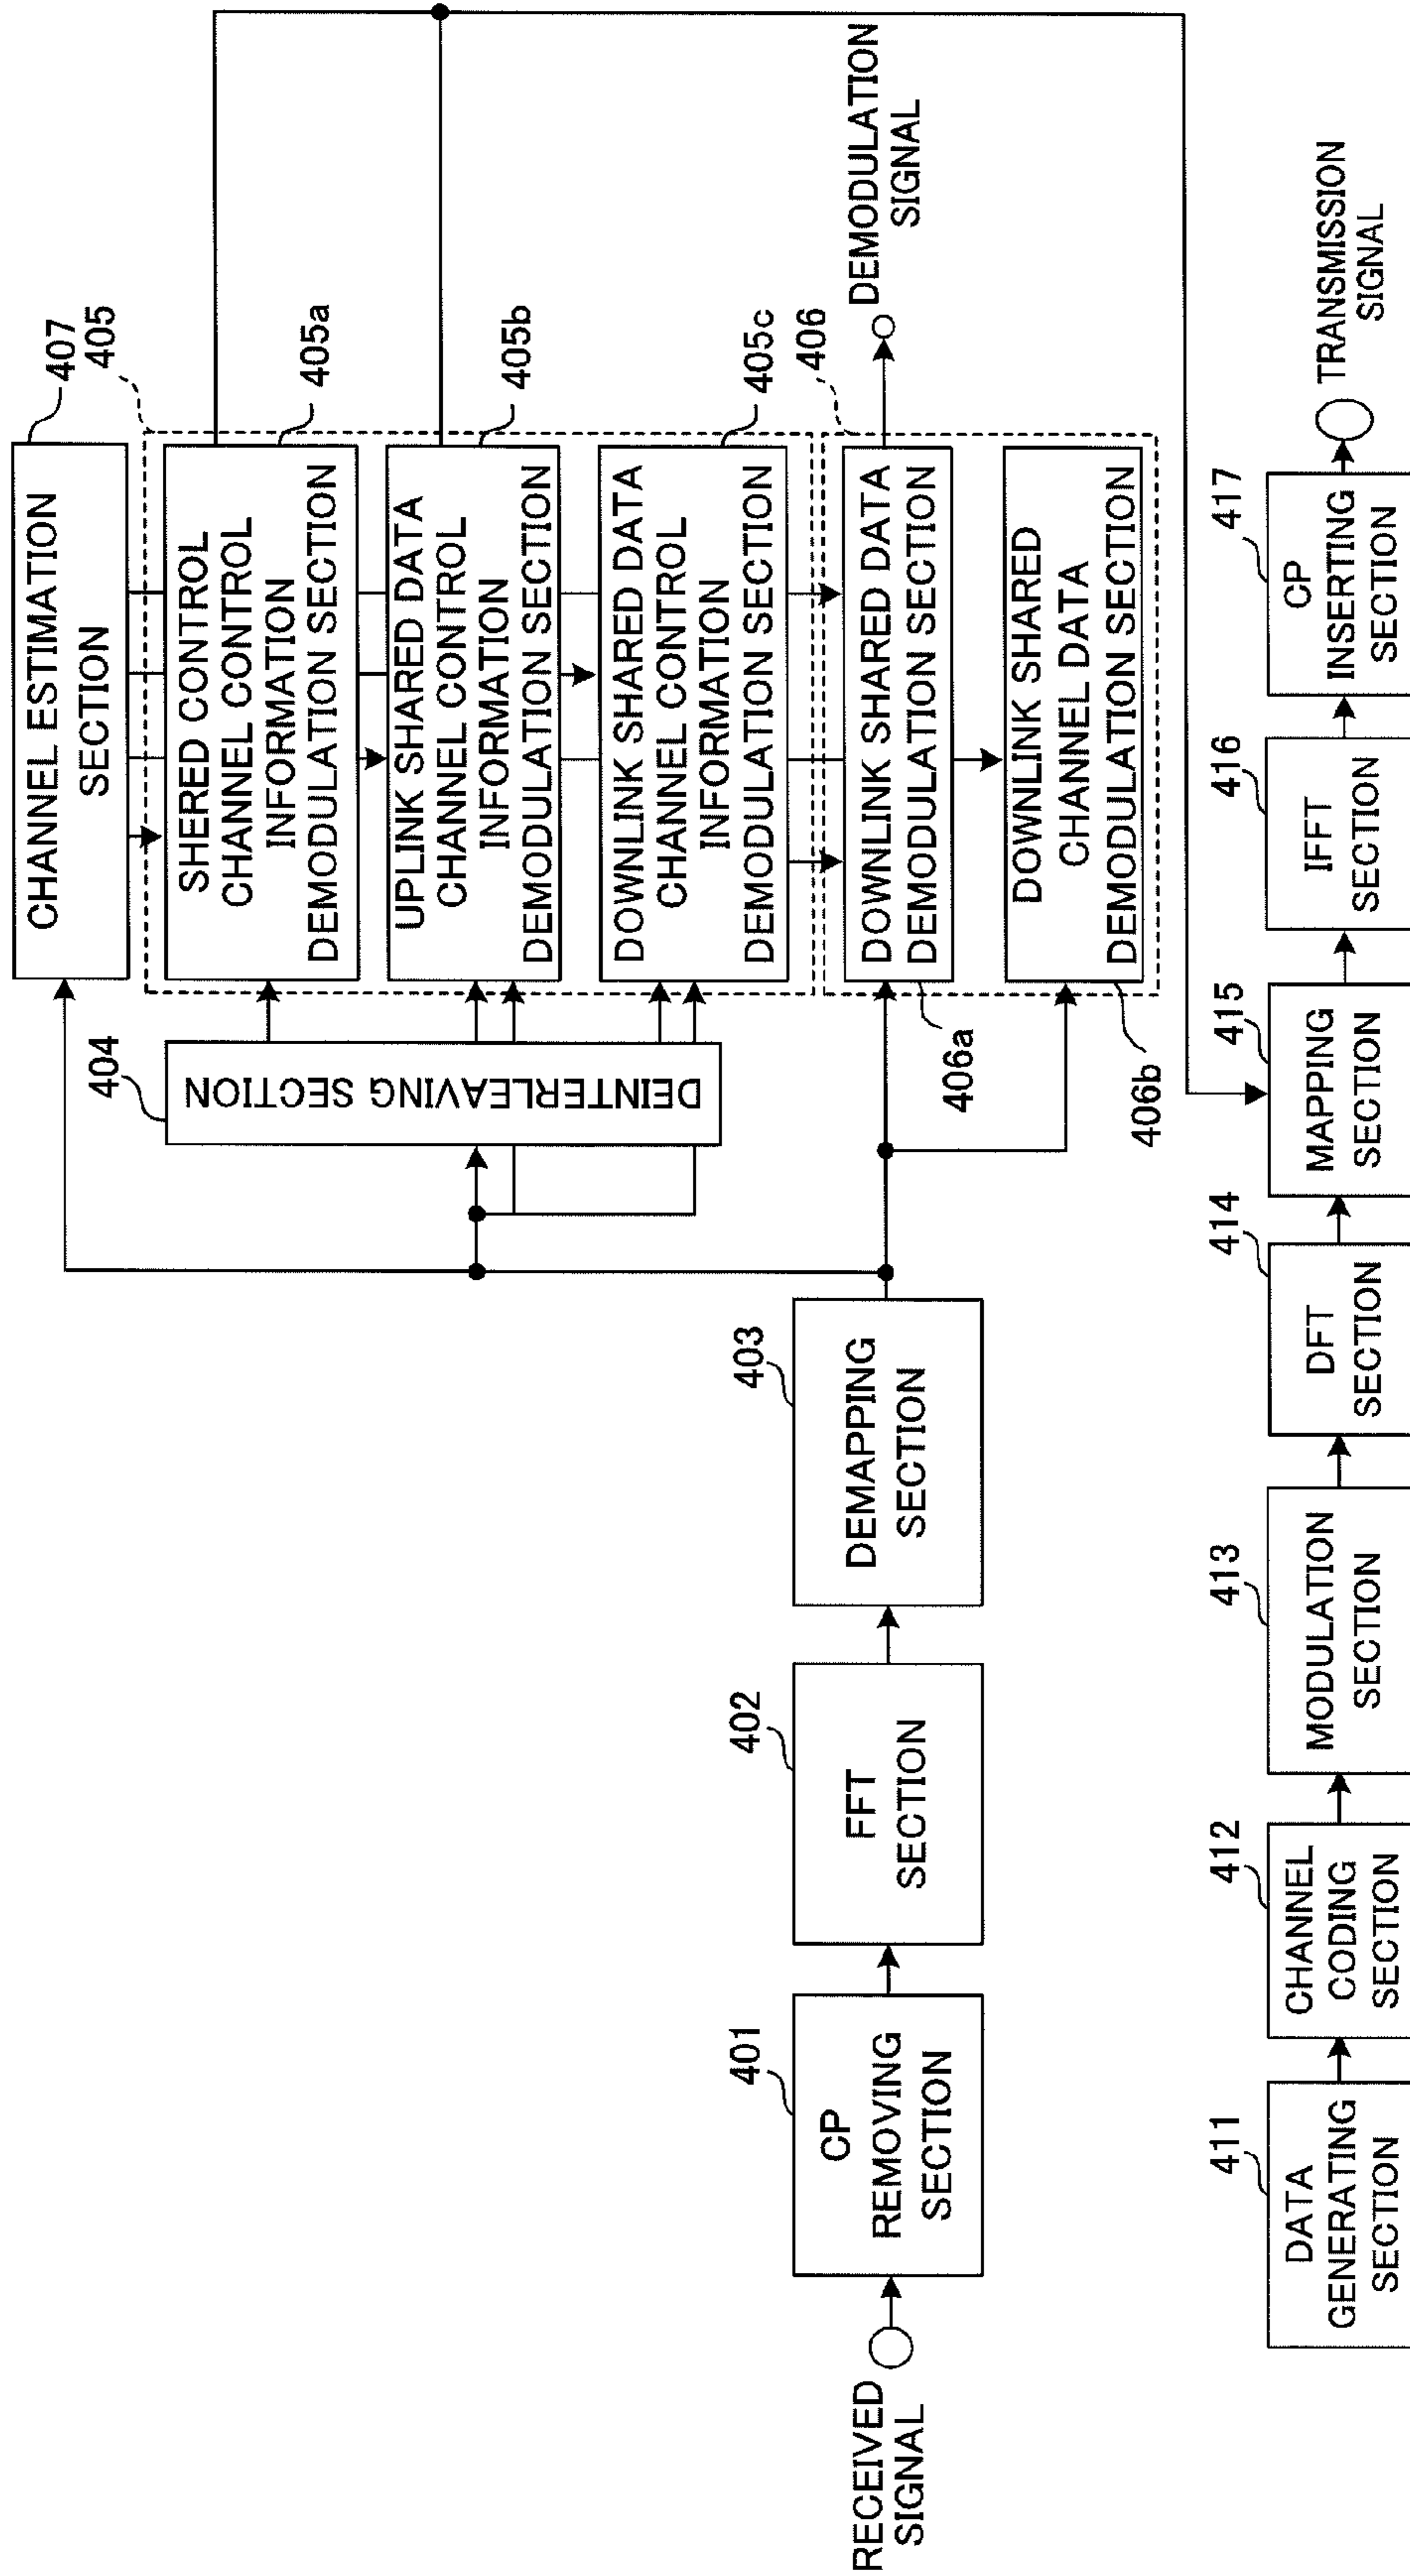 407
405
CHANNEL ESTIMATION
SECTION
405a
SHERED CONTROL
CHANNEL CONTROL
INFORMATION
DEMODULATION SECTION
405b
UPLINK SHARED DATA
CHANNEL CONTROL
INFORMATION
DEMODULATION SECTION
405c
DOWNLINK SHARED DATA
CHANNEL CONTROL
INFORMATION
DEMODULATION SECTION
406
DOWNLINK SHARED DATA
DEMODULATION SECTION
406a
DOWNLINK SHARED
CHANNEL DATA
DEMODULATION SECTION
406b
DEMODULATION
SIGNAL
404
DEINTERLEAVING SECTION
403
DEMAPPING
SECTION
402
FFT
SECTION
401
CP
REMOVING
SECTION
RECEIVED
SIGNAL
411
DATA
GENERATING
SECTION
412
CHANNEL
CODING
SECTION
413
MODULATION
SECTION
414
DFT
SECTION
415
MAPPING
SECTION
416
IFFT
SECTION
417
CP
INSERTING
SECTION
TRANSMISSION
SIGNAL